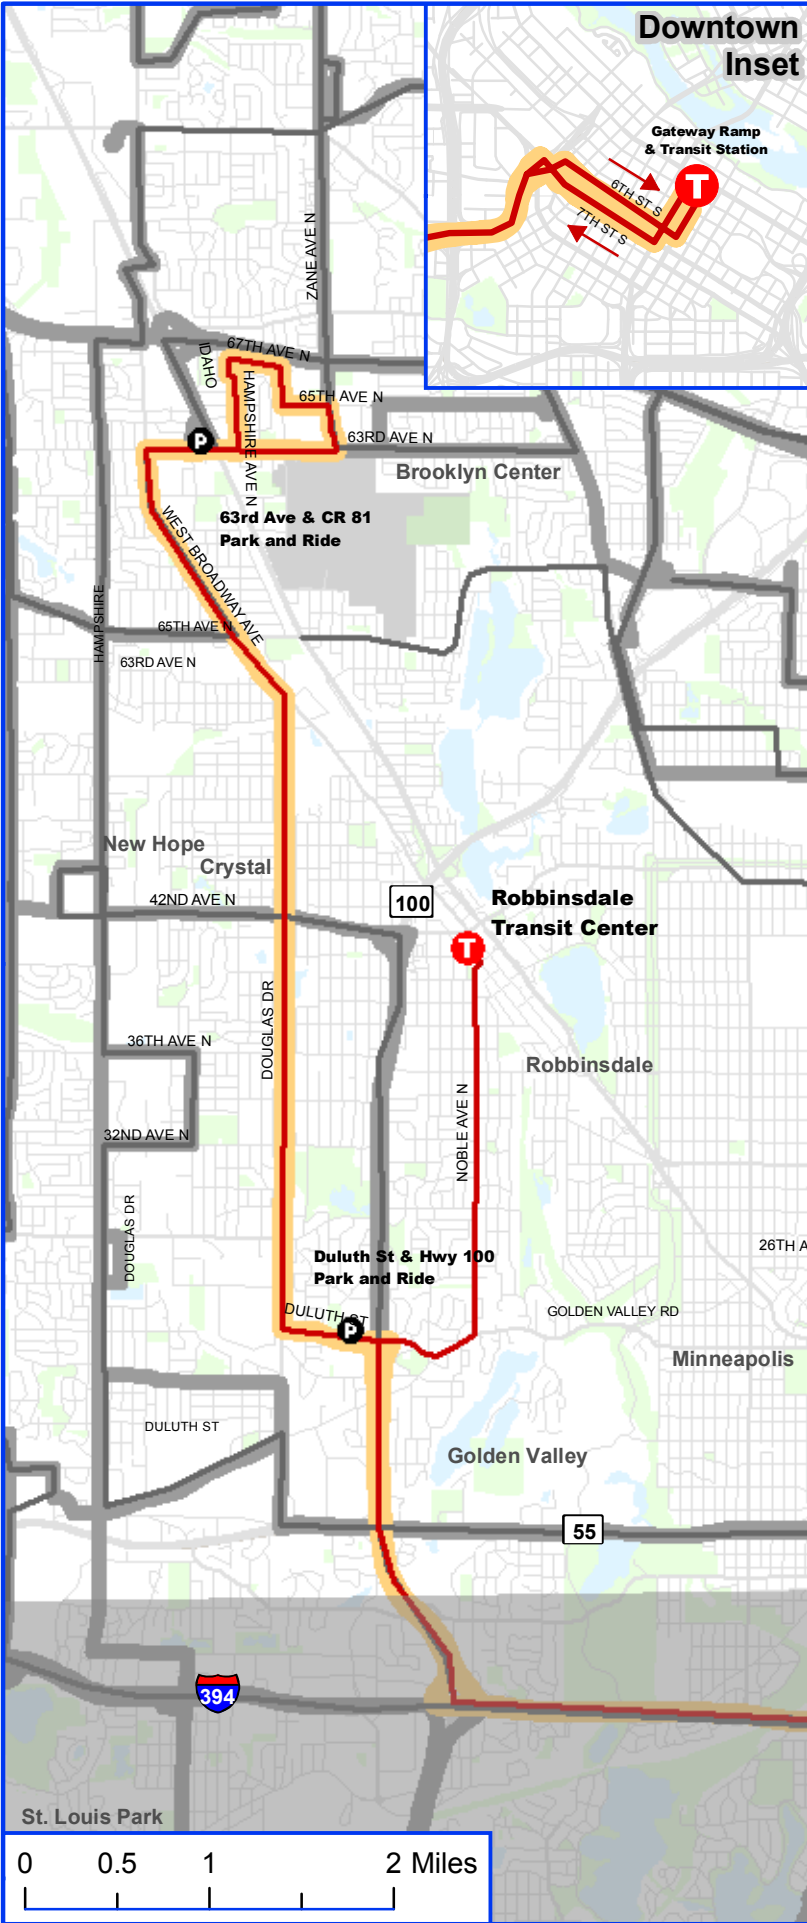 Downtown
Inset
Gateway Ramp
& Transit Station
T
6TH ST S
7TH ST S
ZANE AVE N
67TH AVE N
IDAHO
HAMPSHIRE AVE N
65TH AVE N
63RD AVE N
P
Brooklyn Center
63rd Ave & CR 81
Park and Ride
WEST BROADWAY AVE
HAMPSHIRE
65TH AVE N
63RD AVE N
New Hope
Crystal
42ND AVE N
100
Robbinsdale
Transit Center
T
DOUGLAS DR
36TH AVE N
Robbinsdale
NOBLE AVE N
32ND AVE N
DOUGLAS DR
26TH A
Duluth St & Hwy 100
Park and Ride
DULUTH ST
P
GOLDEN VALLEY RD
Minneapolis
DULUTH ST
Golden Valley
55
394
St. Louis Park
0 0.5 1 2 Miles